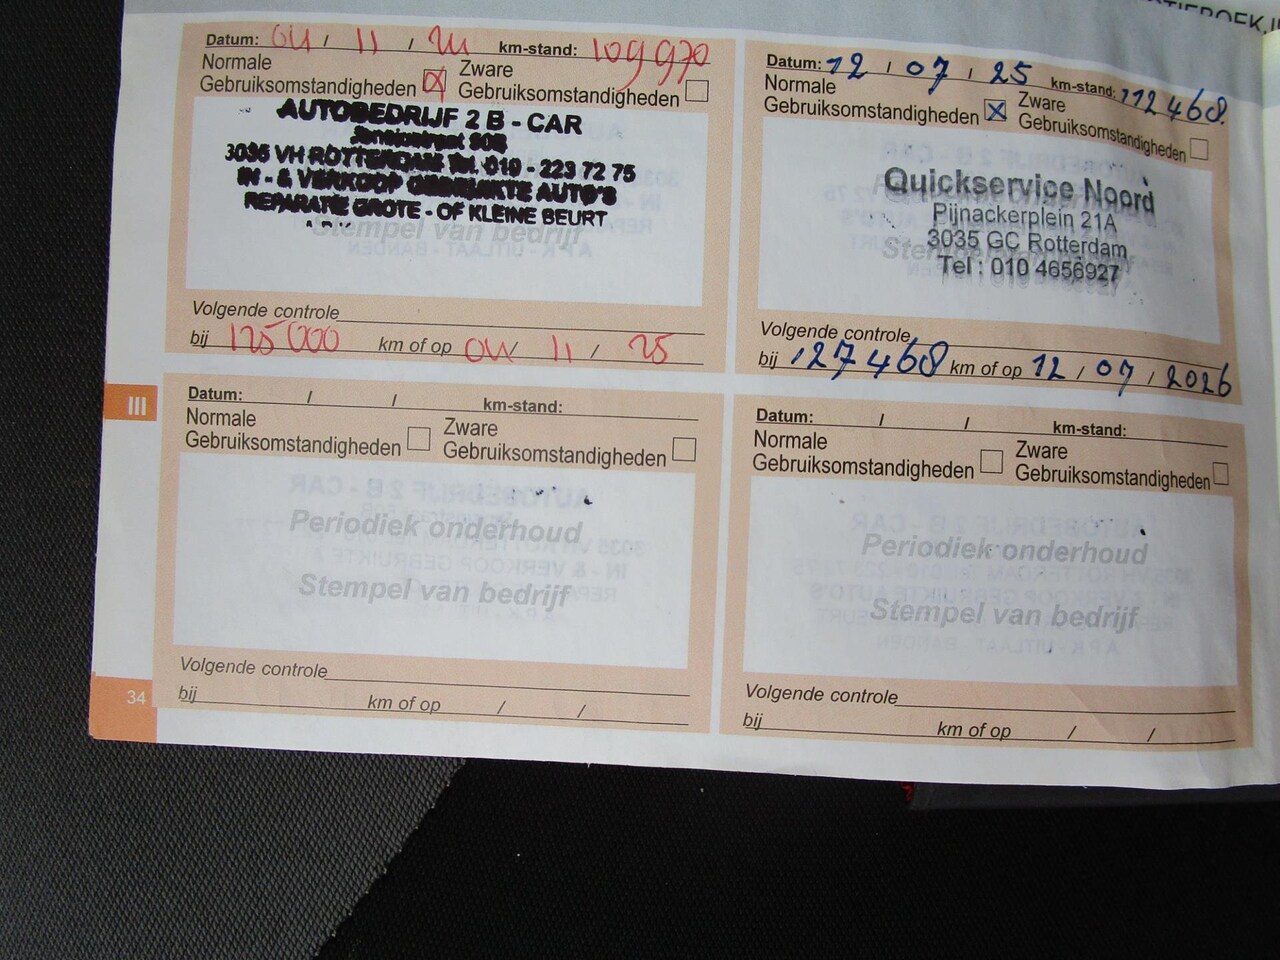 Datum: 04 / 11 / 24 km-stand: 109970
Normale Gebruiksomstandigheden
Zware Gebruiksomstandigheden
AUTOBEDRIJF 2 B - CAR
3035 VH ROTTERDAM Tel. 010 - 223 72 75
IN - & VERKOOP GEBRUIKTE AUTO'S
REPARATIE GROTE - OF KLEINE BEURT
Stempel van bedrijf
Volgende controle
bij 125000 km of op 04 / 11 / 25
Datum: 12 / 07 / 25 km-stand: 112468
Normale Gebruiksomstandigheden
Zware Gebruiksomstandigheden
Quickservice Noord
Pijnackerplein 21A
3035 GC Rotterdam
Tel : 010 4656927
Volgende controle
bij 127468 km of op 12 / 07 / 2026
III
Datum: / / km-stand:
Normale Gebruiksomstandigheden
Zware Gebruiksomstandigheden
Periodiek onderhoud
Stempel van bedrijf
Volgende controle
bij km of op / /
Datum: / / km-stand:
Normale Gebruiksomstandigheden
Zware Gebruiksomstandigheden
Periodiek onderhoud
Stempel van bedrijf
Volgende controle
bij km of op / /
34